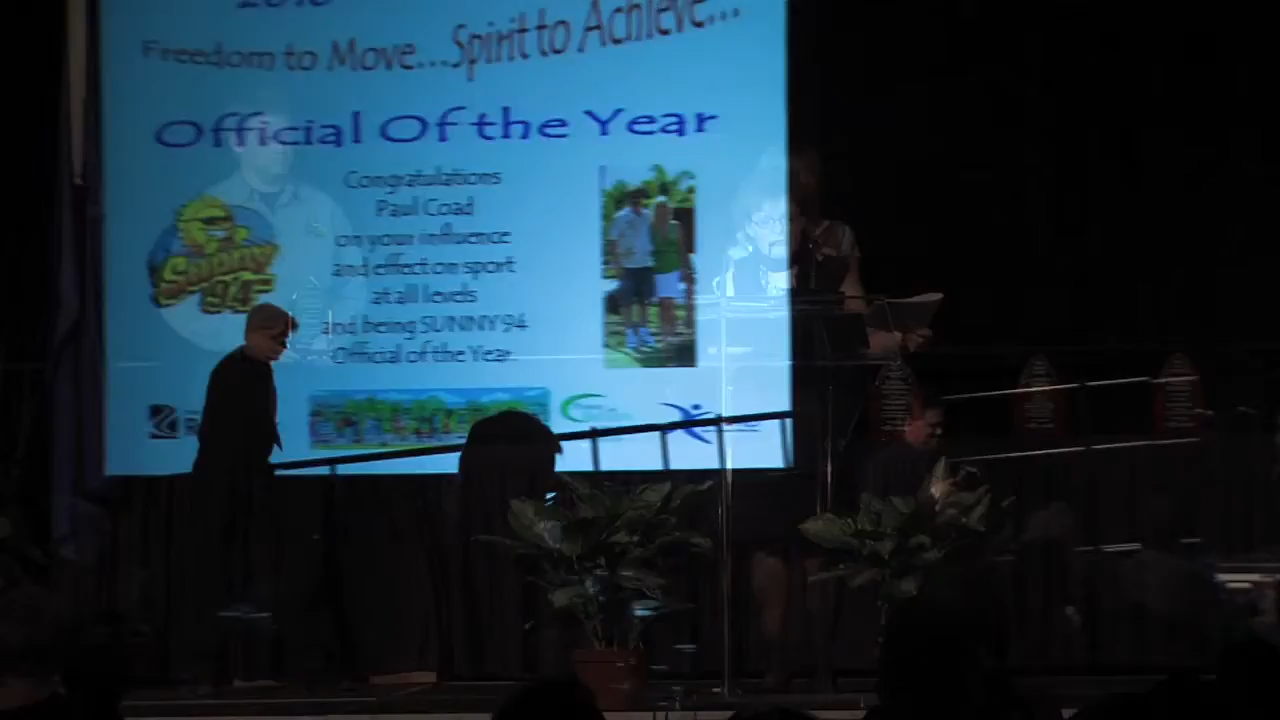 Freedom to Move...Spirit to Achieve...
Official Of the Year
Congratulations
Paul Coad
on your influence
and effect on sport
at all levels
and being SUNNY 94
Official of the Year.
Sunny
94